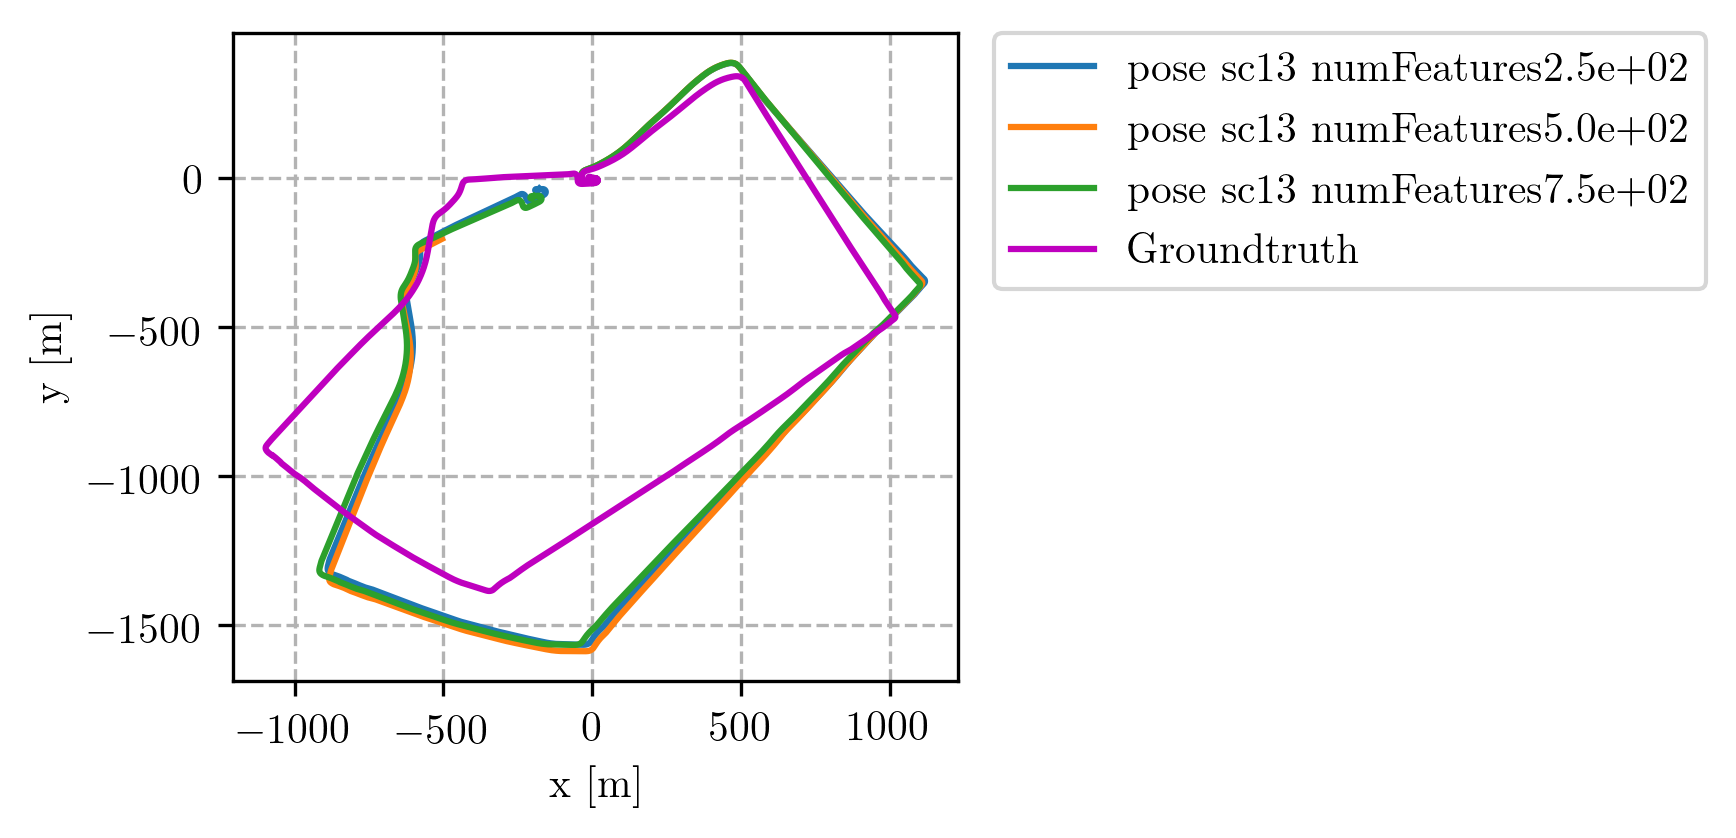 pose sc13 numFeatures2.5e+02
pose sc13 numFeatures5.0e+02
pose sc13 numFeatures7.5e+02
Groundtruth
0
−500
−1000
−1500
y [m]
−1000
−500
0
500
1000
x [m]